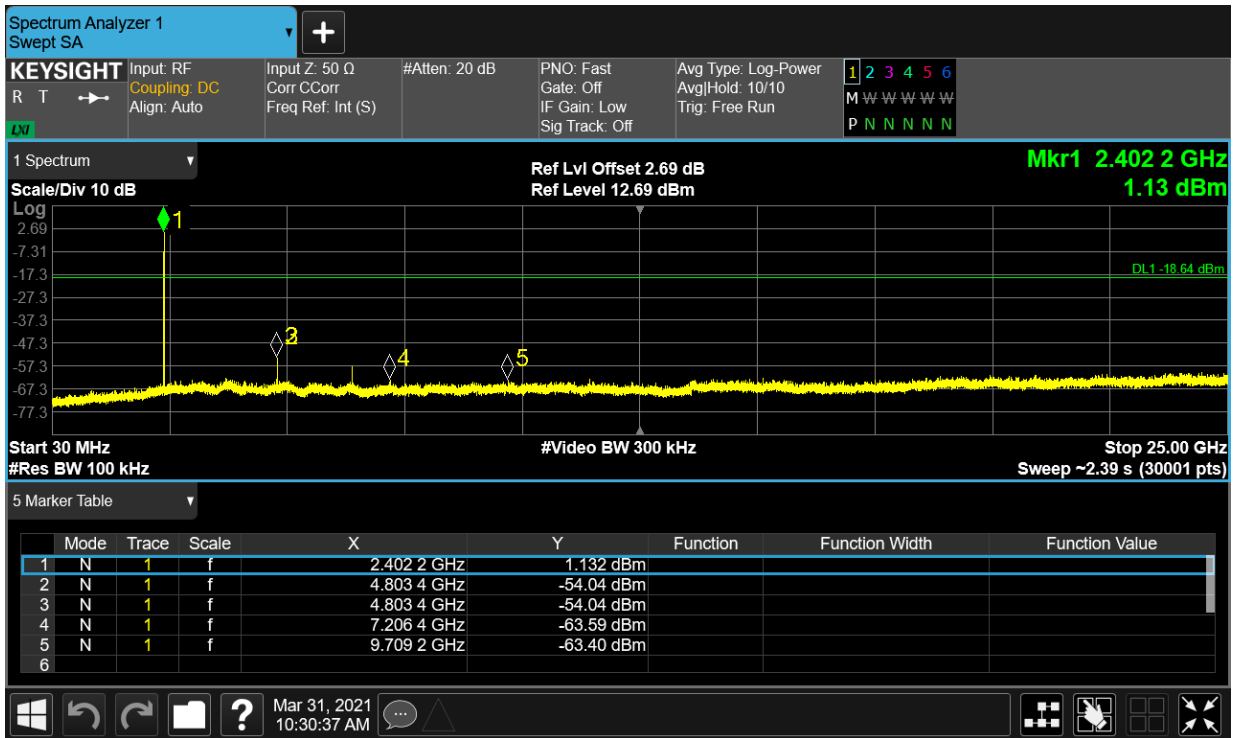 Spectrum Analyzer 1
Swept SA
KEYSIGHT
R T
LXI
Input: RF
Coupling: DC
Align: Auto
Input Z: 50 Ω
Corr CCorr
Freq Ref: Int (S)
#Atten: 20 dB
PNO: Fast
Gate: Off
IF Gain: Low
Sig Track: Off
Avg Type: Log-Power
Avg|Hold: 10/10
Trig: Free Run
1 2 3 4 5 6
M W W W W W
P N N N N N
1 Spectrum
Scale/Div 10 dB
Ref Lvl Offset 2.69 dB
Ref Level 12.69 dBm
Mkr1 2.402 2 GHz
1.13 dBm
Log
2.69
-7.31
-17.3
-27.3
-37.3
-47.3
-57.3
-67.3
-77.3
1
3
4
5
DL1 -18.64 dBm
Start 30 MHz
#Video BW 300 kHz
Stop 25.00 GHz
#Res BW 100 kHz
Sweep ~2.39 s (30001 pts)
5 Marker Table
Mode Trace Scale X Y Function Function Width Function Value
1 N 1 f 2.402 2 GHz 1.132 dBm
2 N 1 f 4.803 4 GHz -54.04 dBm
3 N 1 f 4.803 4 GHz -54.04 dBm
4 N 1 f 7.206 4 GHz -63.59 dBm
5 N 1 f 9.709 2 GHz -63.40 dBm
6
?
Mar 31, 2021
10:30:37 AM